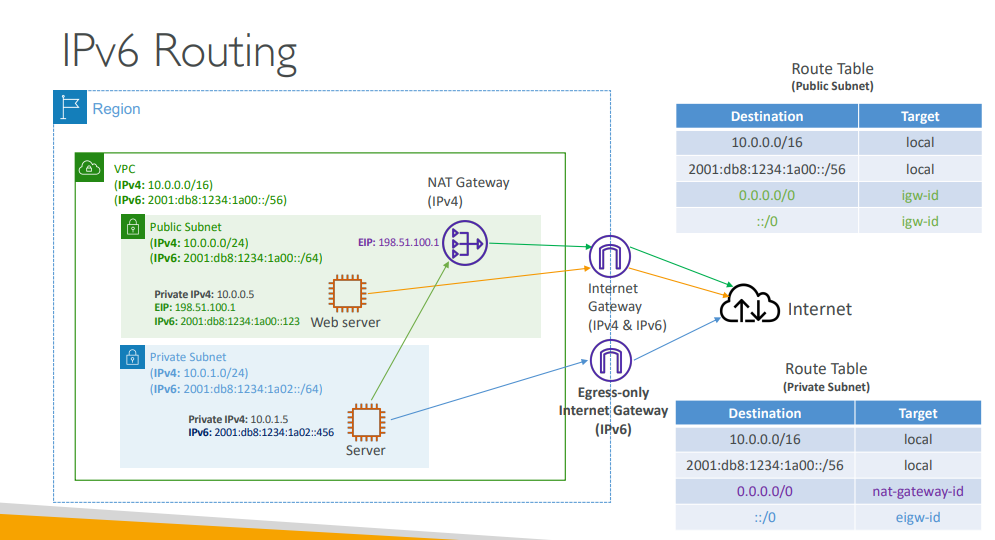 IPv6 Routing
Region
VPC
(IPv4: 10.0.0.0/16)
(IPv6: 2001:db8:1234:1a00::/56)
NAT Gateway
(IPv4)
Public Subnet
(IPv4: 10.0.0.0/24)
(IPv6: 2001:db8:1234:1a00::/64)
EIP: 198.51.100.1
Private IPv4: 10.0.0.5
EIP: 198.51.100.1
IPv6: 2001:db8:1234:1a00::123
Web server
Private Subnet
(IPv4: 10.0.1.0/24)
(IPv6: 2001:db8:1234:1a02::/64)
Private IPv4: 10.0.1.5
IPv6: 2001:db8:1234:1a02::456
Server
Internet
Gateway
(IPv4 & IPv6)
Egress-only
Internet Gateway
(IPv6)
Internet
Route Table
(Public Subnet)
Destination Target
10.0.0.0/16 local
2001:db8:1234:1a00::/56 local
0.0.0.0/0 igw-id
::/0 igw-id
Route Table
(Private Subnet)
Destination Target
10.0.0.0/16 local
2001:db8:1234:1a00::/56 local
0.0.0.0/0 nat-gateway-id
::/0 eigw-id